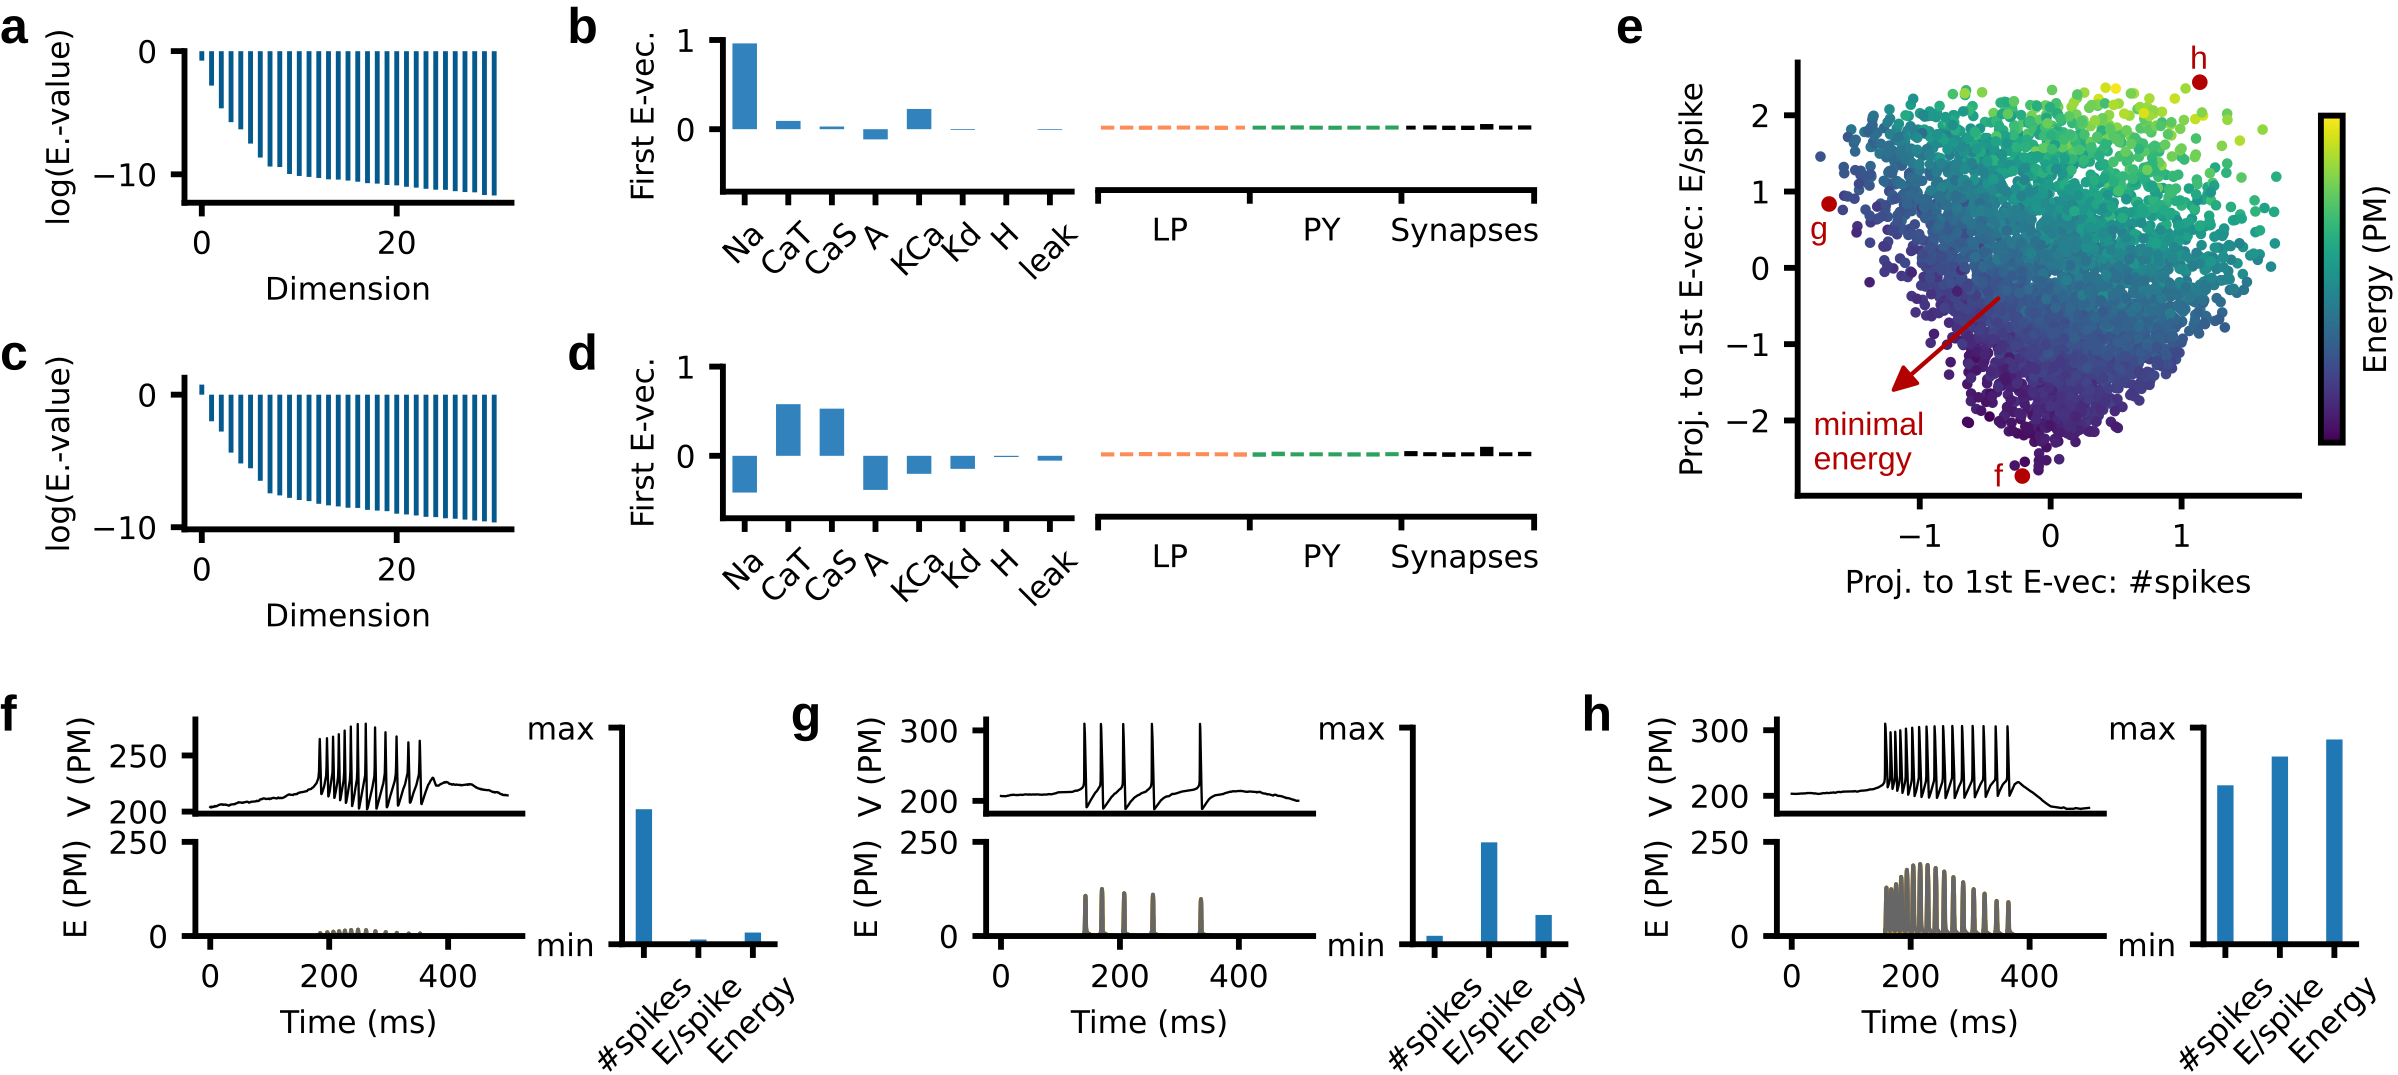 a
log(E.-value)
0
−10
0
20
Dimension
b
First E-vec.
1
0
Na
CaT
CaS
A
KCa
Kd
H
leak
LP
PY
Synapses
c
log(E.-value)
0
−10
0
20
Dimension
d
First E-vec.
1
0
Na
CaT
CaS
A
KCa
Kd
H
leak
LP
PY
Synapses
e
Proj. to 1st E-vec: E/spike
2
1
0
−1
−2
h
g
minimal
energy
f
−1
0
1
Proj. to 1st E-vec: #spikes
Energy (PM)
f
V (PM)
250
200
E (PM)
250
0
0
200
400
Time (ms)
max
min
#spikes
E/spike
Energy
g
V (PM)
300
200
E (PM)
250
0
0
200
400
Time (ms)
max
min
#spikes
E/spike
Energy
h
V (PM)
300
200
E (PM)
250
0
0
200
400
Time (ms)
max
min
#spikes
E/spike
Energy